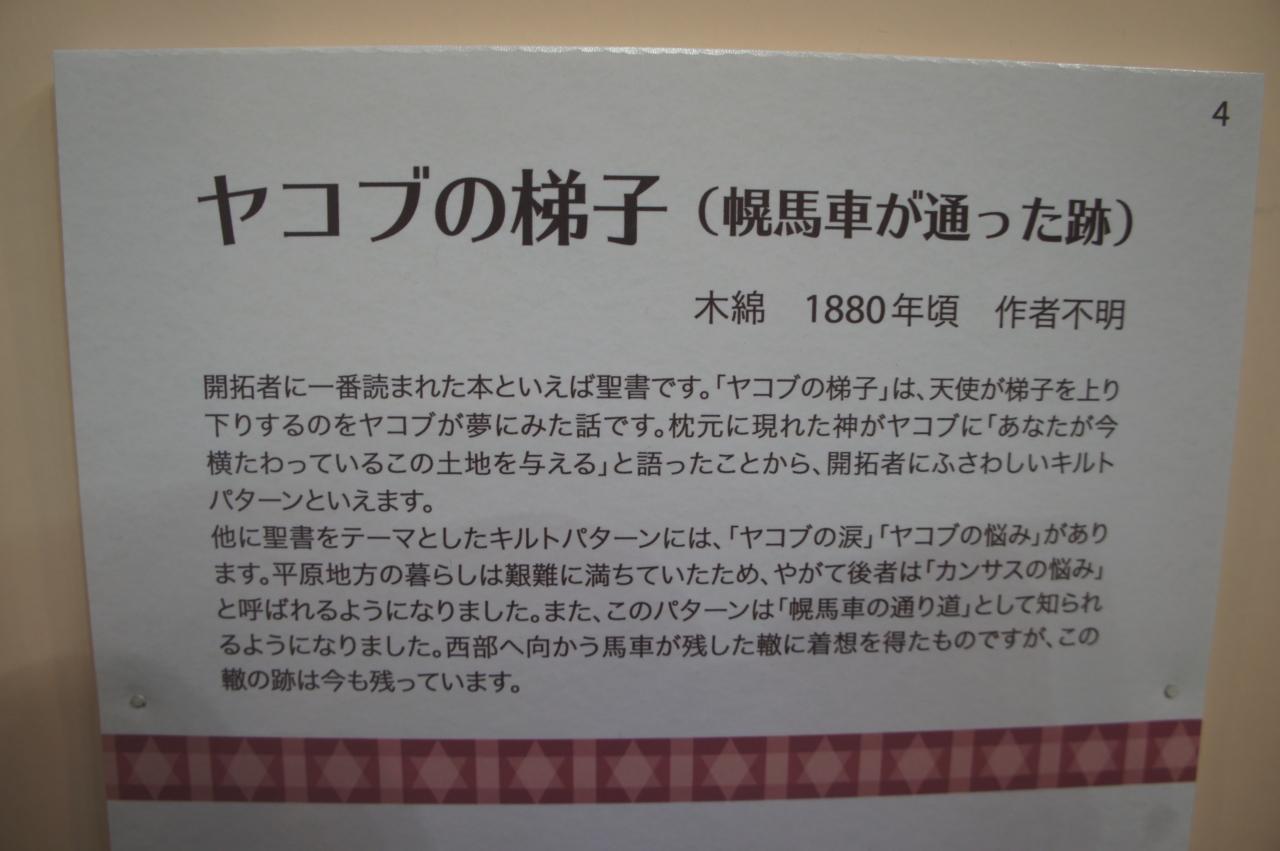 4
ヤコブの梯子（幌馬車が通った跡）
木綿　1880年頃　作者不明
開拓者に一番読まれた本といえば聖書です。「ヤコブの梯子」は、天使が梯子を上り
下りするのをヤコブが夢にみた話です。枕元に現れた神がヤコブに「あなたが今
横たわっているこの土地を与える」と語ったことから、開拓者にふさわしいキルト
パターンといえます。
他に聖書をテーマとしたキルトパターンには、「ヤコブの涙」「ヤコブの悩み」があり
ます。平原地方の暮らしは艱難に満ちていたため、やがて後者は「カンサスの悩み」
と呼ばれるようになりました。また、このパターンは「幌馬車の通り道」として知られ
るようになりました。西部へ向かう馬車が残した轍に着想を得たものですが、この
轍の跡は今も残っています。